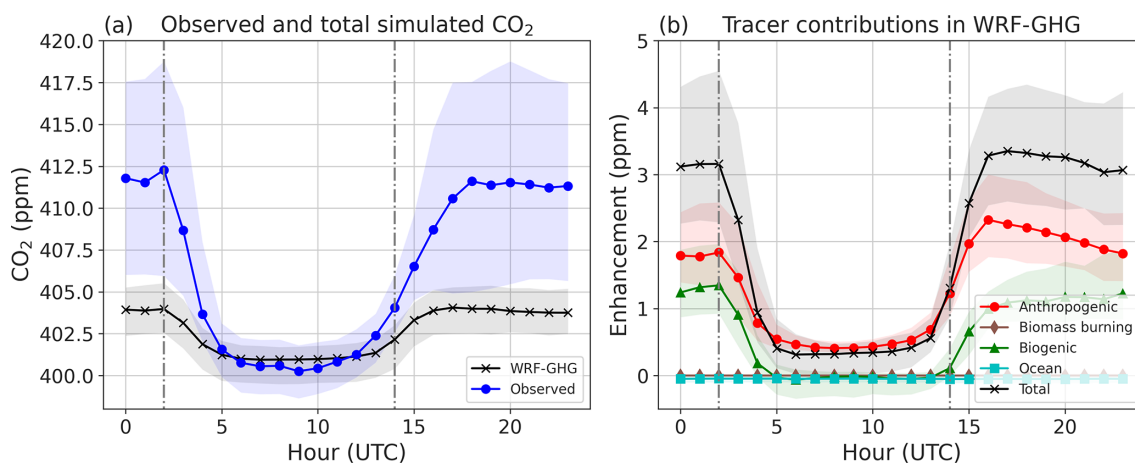 (a) Observed and total simulated CO₂
420.0
417.5
415.0
412.5
410.0
407.5
405.0
402.5
400.0
CO₂ (ppm)
WRF-GHG
Observed
0 5 10 15 20
Hour (UTC)
(b) Tracer contributions in WRF-GHG
5
4
3
2
1
0
Enhancement (ppm)
Anthropogenic
Biomass burning
Biogenic
Ocean
Total
0 5 10 15 20
Hour (UTC)